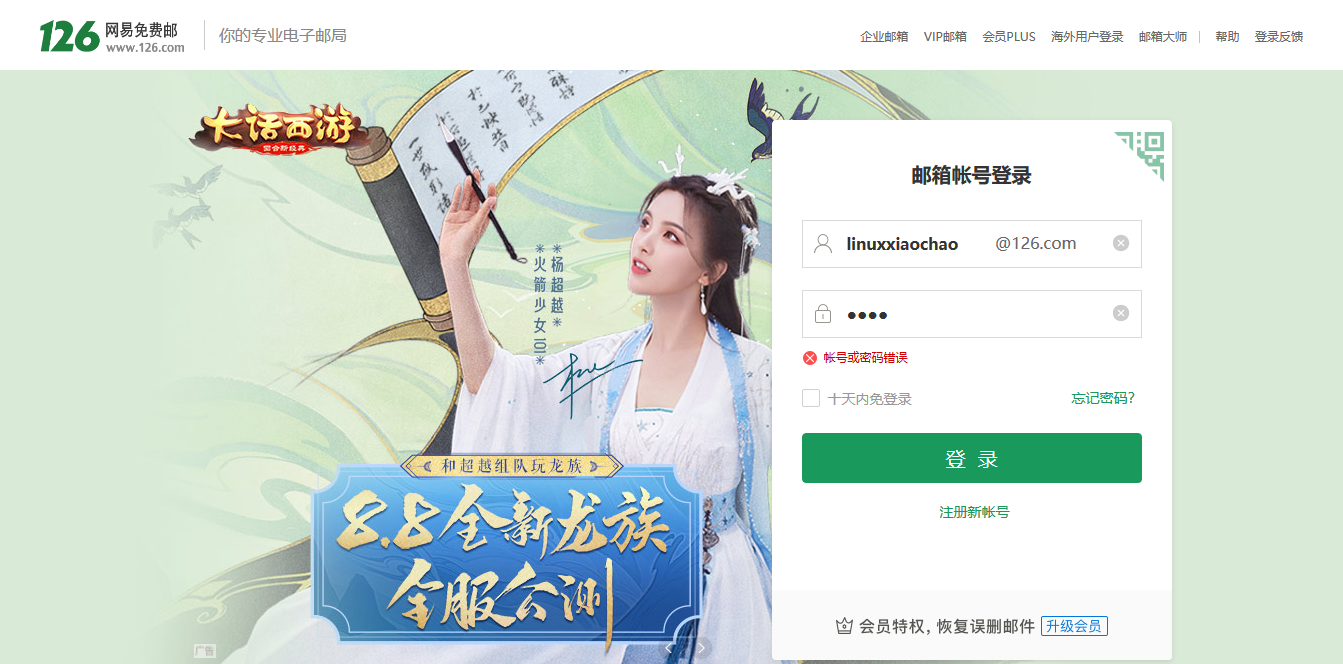 126 网易免费邮
www.126.com
你的专业电子邮局
企业邮箱 VIP邮箱 会员PLUS 海外用户登录 邮箱大师 | 帮助 登录反馈
大话西游
杨超越
火箭少女101
和超越组队玩龙族
8.8全新龙族
全服公测
广告
邮箱帐号登录
linuxxiaochao @126.com
帐号或密码错误
十天内免登录 忘记密码?
登 录
注册新帐号
会员特权, 恢复误删邮件 升级会员